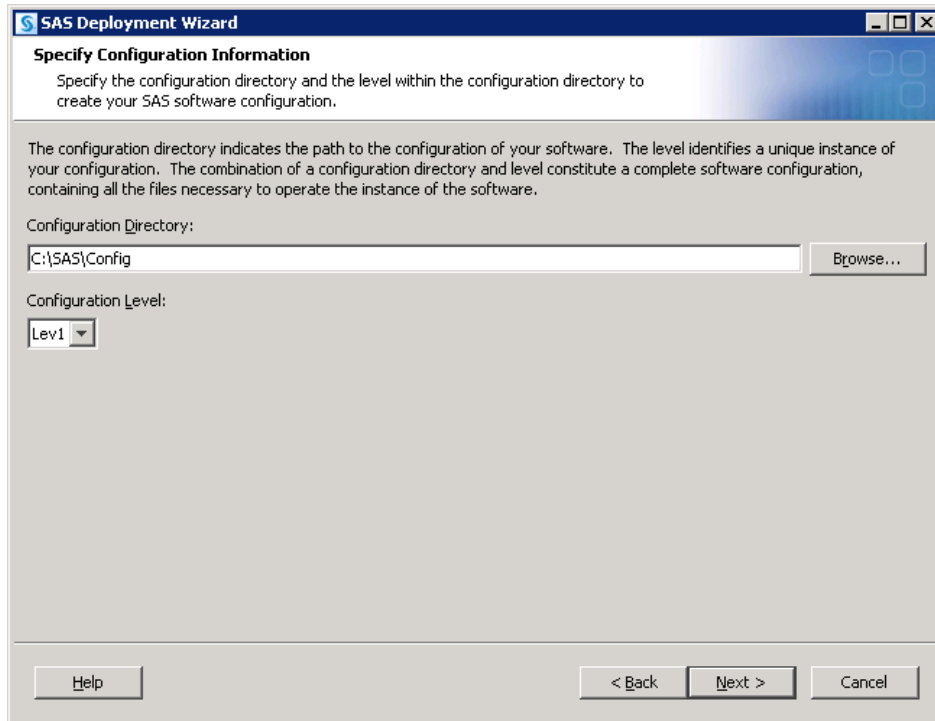 SAS Deployment Wizard
Specify Configuration Information
Specify the configuration directory and the level within the configuration directory to
create your SAS software configuration.
The configuration directory indicates the path to the configuration of your software. The level identifies a unique instance of
your configuration. The combination of a configuration directory and level constitute a complete software configuration,
containing all the files necessary to operate the instance of the software.
Configuration Directory:
C:\SAS\Config
Browse...
Configuration Level:
Lev1
Help
< Back
Next >
Cancel